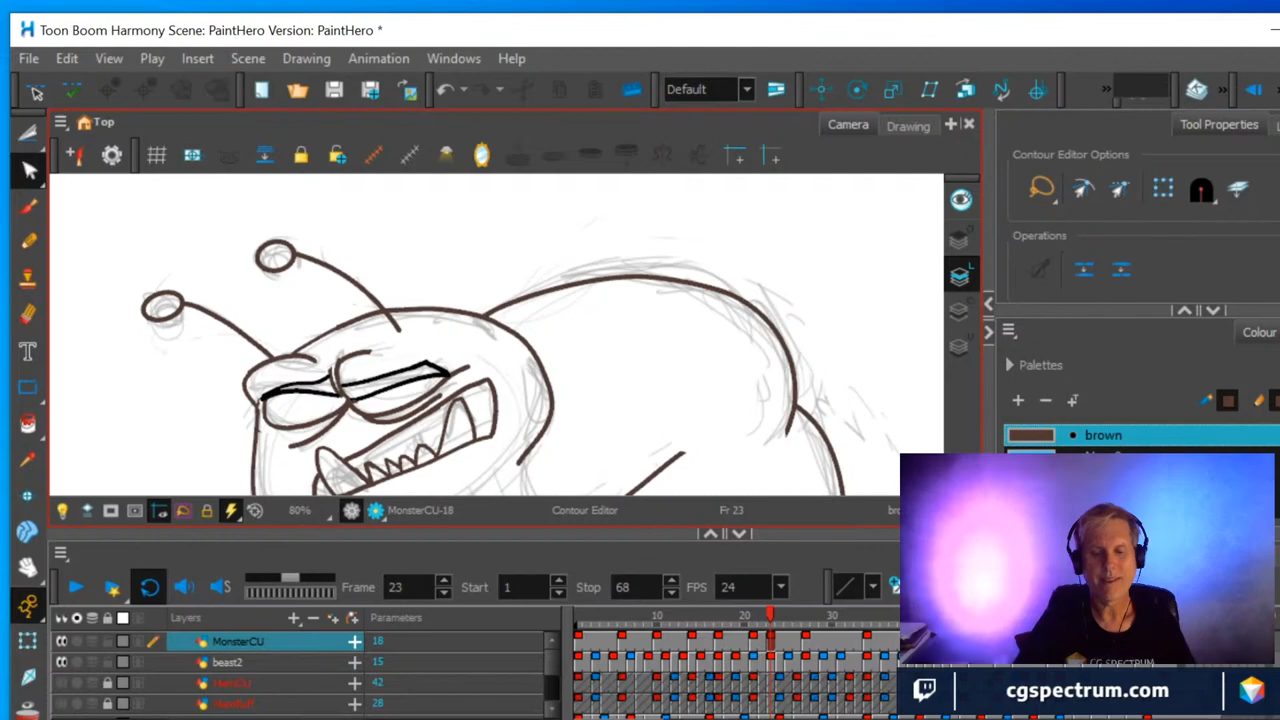 Toon Boom Harmony Scene: PaintHero Version: PaintHero *
File Edit View Play Insert Scene Drawing Animation Windows Help
Default
Top Camera Drawing
Tool Properties
Contour Editor Options
Operations
Colour
Palettes
brown
80% MonsterCU-18 Contour Editor Fr 23
Frame 23 Start 1 Stop 68 FPS 24
Layers Parameters 10 20 30
MonsterCU 18
beast2 15
42
28
CG SPECTRUM
cgspectrum.com